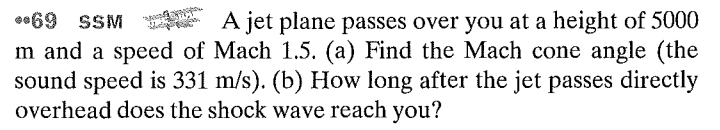 ••69 SSM A jet plane passes over you at a height of 5000
m and a speed of Mach 1.5. (a) Find the Mach cone angle (the
sound speed is 331 m/s). (b) How long after the jet passes directly
overhead does the shock wave reach you?